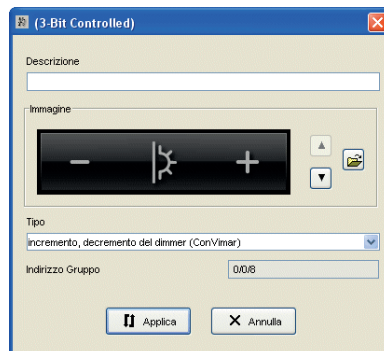 (3-Bit Controlled)
Descrizione
Immagine
Tipo
incremento, decremento del dimmer (ConVimar)
Indirizzo Gruppo 0/0/8
Applica Annulla